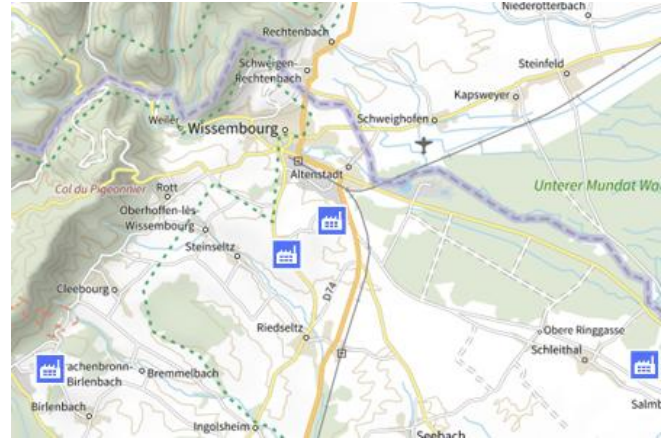 Niederotterbach
Rechtenbach
Steinfeld
Schweigen-
Rechtenbach
Kapsweyer
Schweighofen
Weiler
Wissembourg
Altenstadt
Col du Pigeonnier
Rott
Unterer Mundat Wa
Oberhoffen-lès
Wissembourg
Steinseltz
Cleebourg
D74
Riedseltz
Obere Ringgasse
Schleithal
achenbronn-
Birlenbach
Bremmelbach
Birlenbach
Salmb
Ingolsheim
Seebach